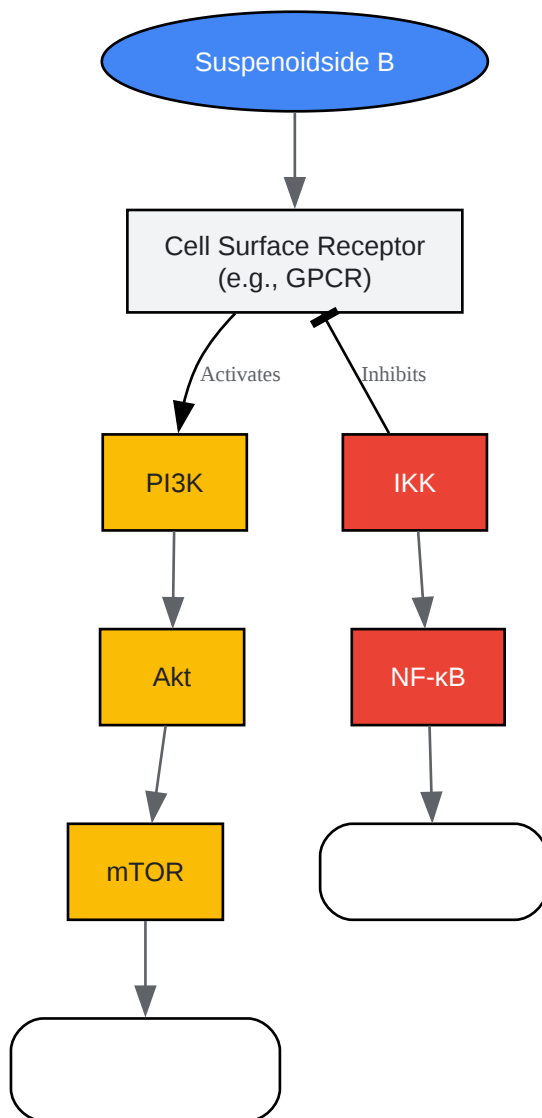 Suspenoidside B
Cell Surface Receptor
(e.g., GPCR)
Activates
Inhibits
PI3K
IKK
Akt
NF-κB
mTOR